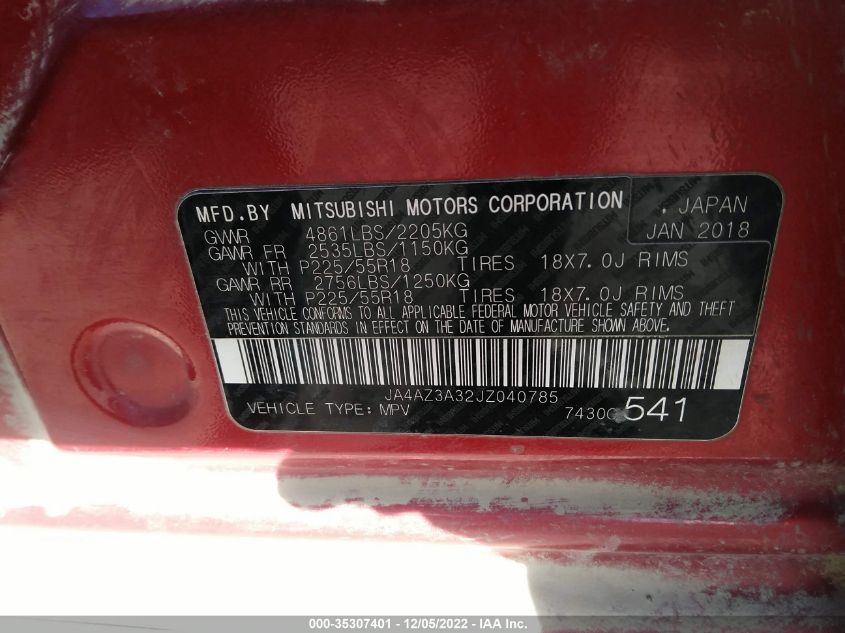 MFD.BY MITSUBISHI MOTORS CORPORATION , JAPAN
GVWR 4861LBS/2205KG JAN 2018
GAWR FR 2535LBS/1150KG
WITH P225/55R18 TIRES 18X7.0J RIMS
GAWR RR 2756LBS/1250KG
WITH P225/55R18 TIRES 18X7.0J RIMS
THIS VEHICLE CONFORMS TO ALL APPLICABLE FEDERAL MOTOR VEHICLE SAFETY AND THEFT
PREVENTION STANDARDS IN EFFECT ON THE DATE OF MANUFACTURE SHOWN ABOVE.
JA4AZ3A32JZ040785
VEHICLE TYPE: MPV 7430C 541
000-35307401 - 12/05/2022 - IAA Inc.